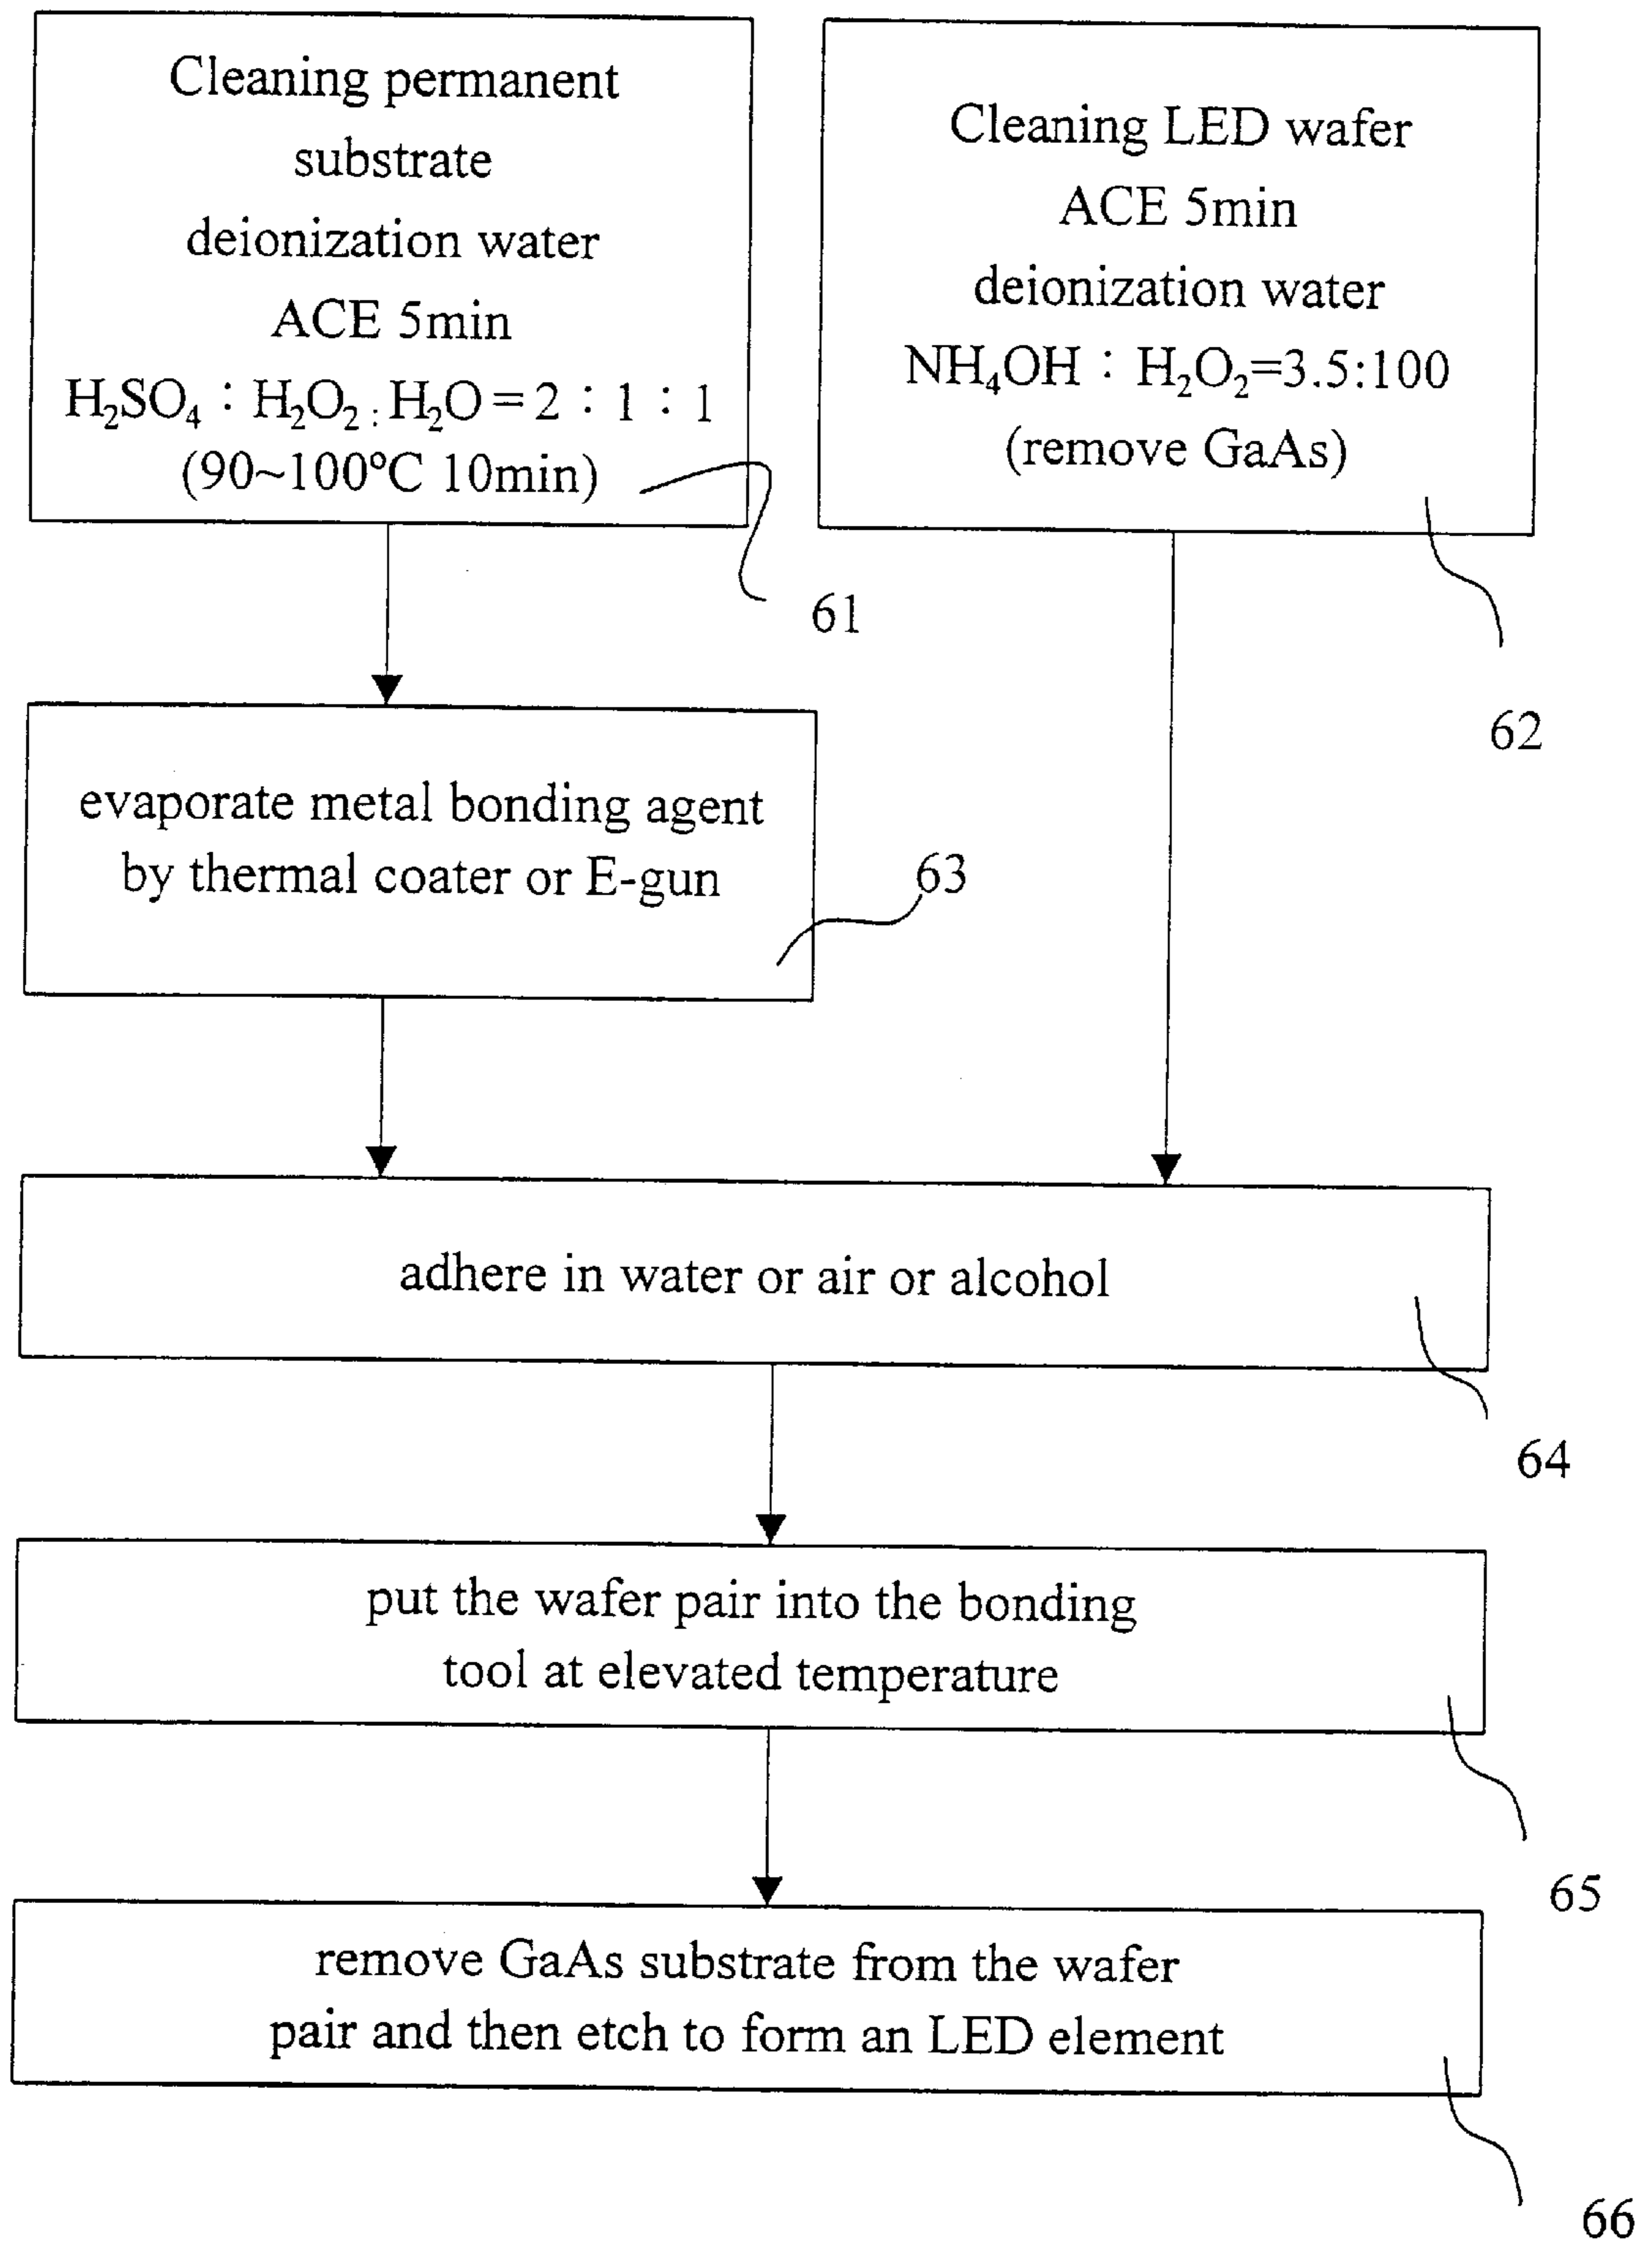 Cleaning permanent
substrate
deionization water
ACE 5min
H₂SO₄ : H₂O₂ : H₂O = 2 : 1 : 1
(90~100°C 10min)
61
Cleaning LED wafer
ACE 5min
deionization water
NH₄OH : H₂O₂=3.5:100
(remove GaAs)
62
evaporate metal bonding agent
by thermal coater or E-gun
63
adhere in water or air or alcohol
64
put the wafer pair into the bonding
tool at elevated temperature
65
remove GaAs substrate from the wafer
pair and then etch to form an LED element
66